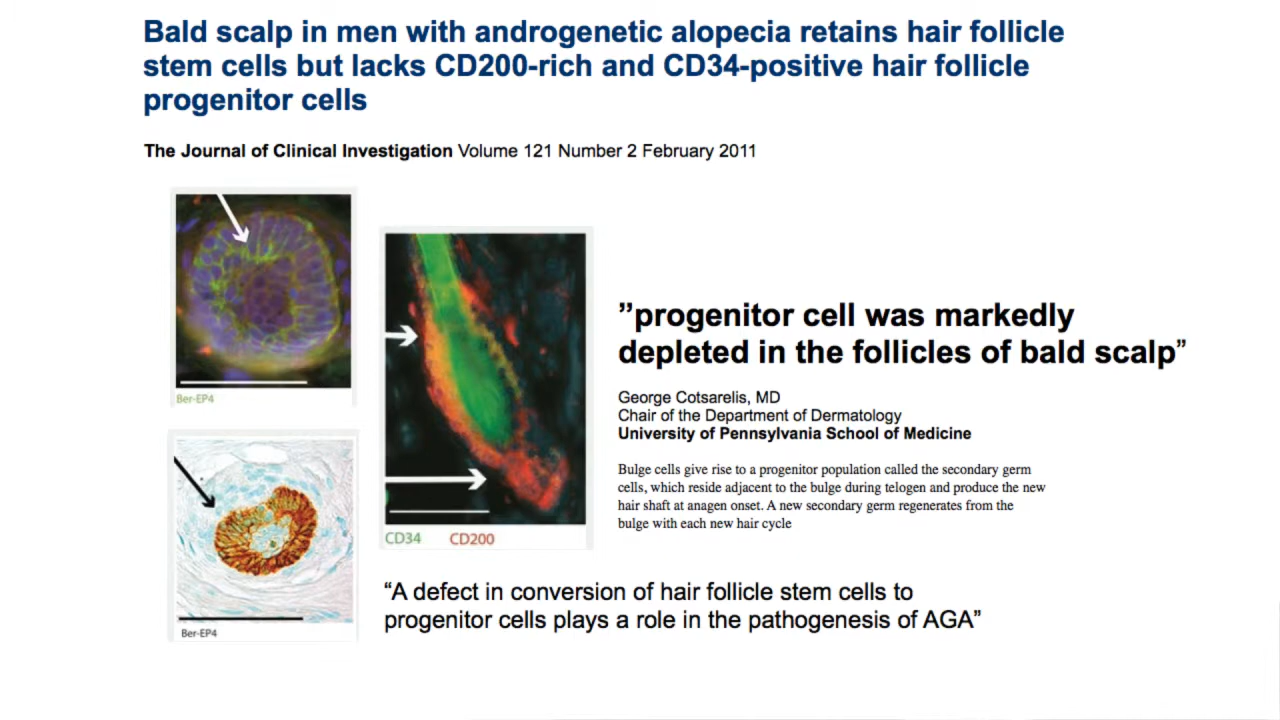 Bald scalp in men with androgenetic alopecia retains hair follicle
stem cells but lacks CD200-rich and CD34-positive hair follicle
progenitor cells
The Journal of Clinical Investigation Volume 121 Number 2 February 2011
Ber-EP4
Ber-EP4
CD34 CD200
”progenitor cell was markedly
depleted in the follicles of bald scalp”
George Cotsarelis, MD
Chair of the Department of Dermatology
University of Pennsylvania School of Medicine
Bulge cells give rise to a progenitor population called the secondary germ
cells, which reside adjacent to the bulge during telogen and produce the new
hair shaft at anagen onset. A new secondary germ regenerates from the
bulge with each new hair cycle
“A defect in conversion of hair follicle stem cells to
progenitor cells plays a role in the pathogenesis of AGA”